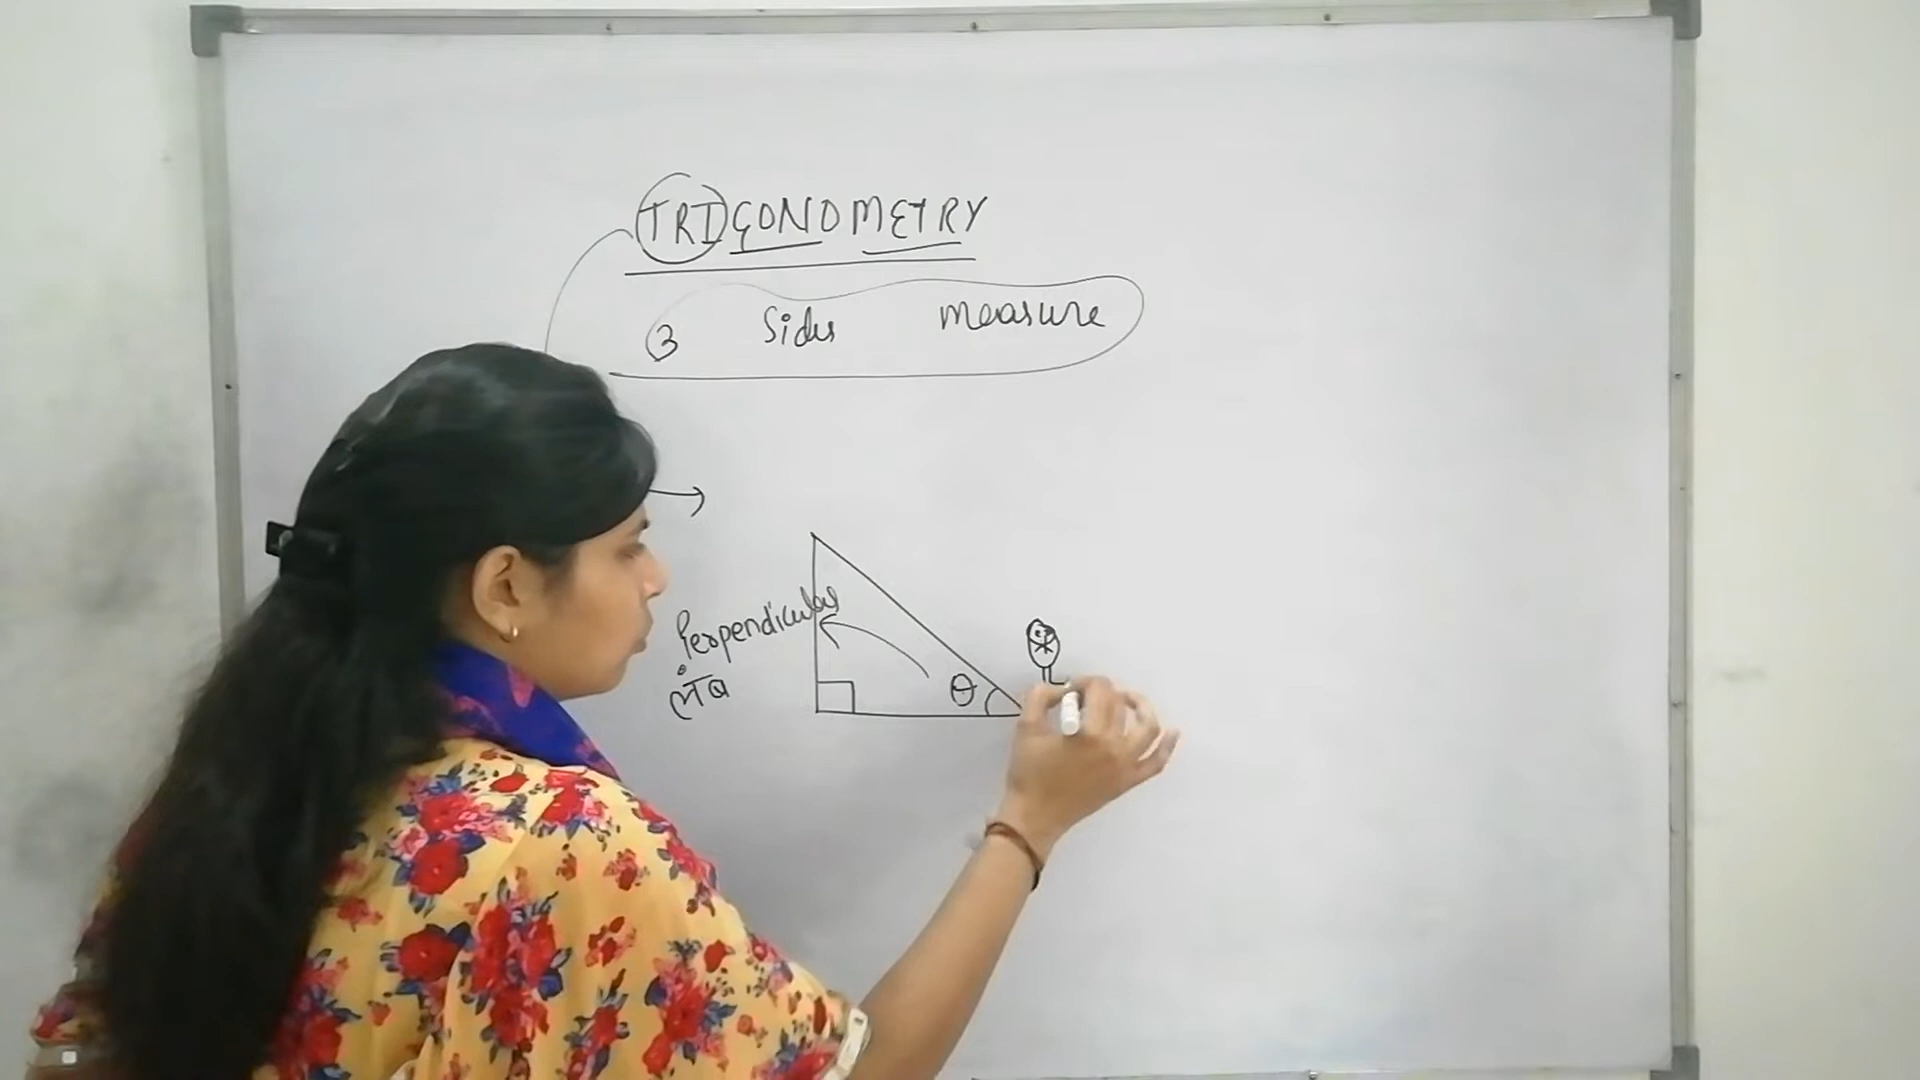 TRIGONOMETRY
3 Sides measure
Perpendicular
लंब
θ